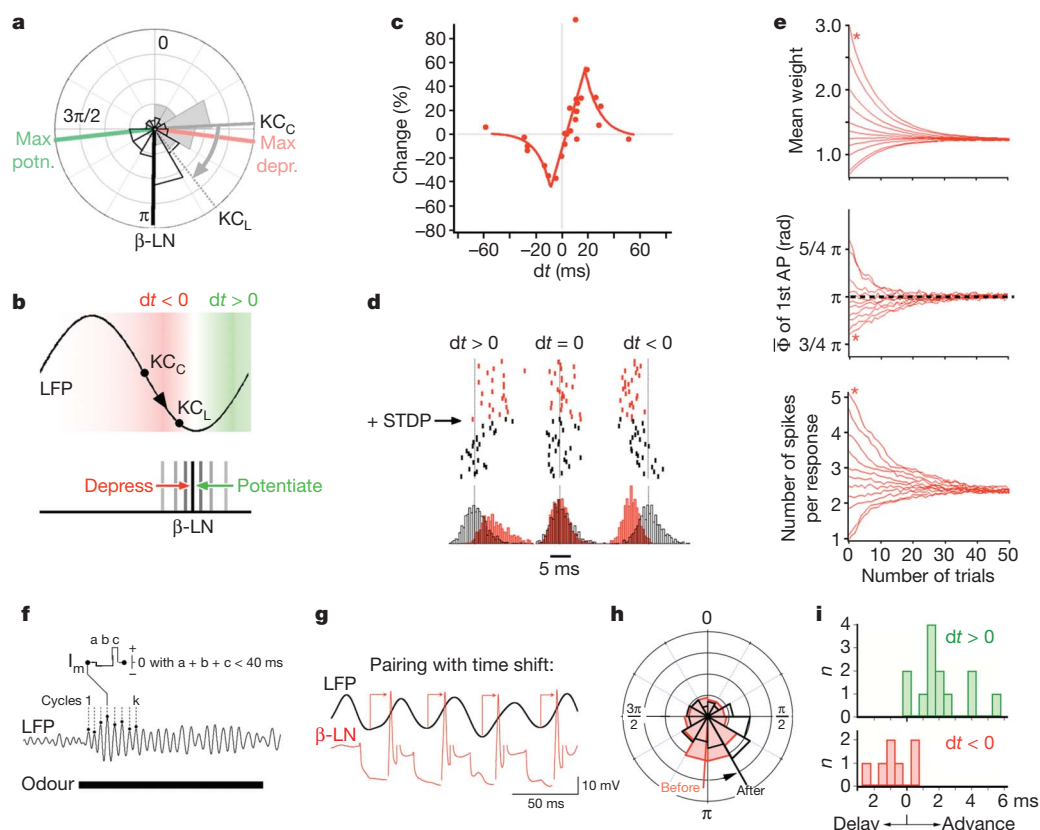 a
0
3π/2
KC_C
Max potn.
Max depr.
π
KC_L
β-LN
b
dt < 0
dt > 0
KC_C
LFP
KC_L
Depress
Potentiate
β-LN
c
80
60
40
20
0
−20
−40
−60
−80
Change (%)
−60
−20
0
20
60
dt (ms)
d
dt > 0
dt = 0
dt < 0
+ STDP
5 ms
e
3.0
*
2.0
1.0
Mean weight
5/4 π
π
3/4 π
*
Φ̅ of 1st AP (rad)
5
*
4
3
2
1
Number of spikes per response
0
10
20
30
40
50
Number of trials
f
a b c
+
I_m
0 with a + b + c < 40 ms
−
Cycles 1
k
LFP
Odour
g
Pairing with time shift:
LFP
β-LN
10 mV
50 ms
h
0
3π/2
π/2
Before
After
π
i
4
dt > 0
3
n
2
1
0
2
dt < 0
n
1
0
2
0
2
4
6 ms
Delay
Advance